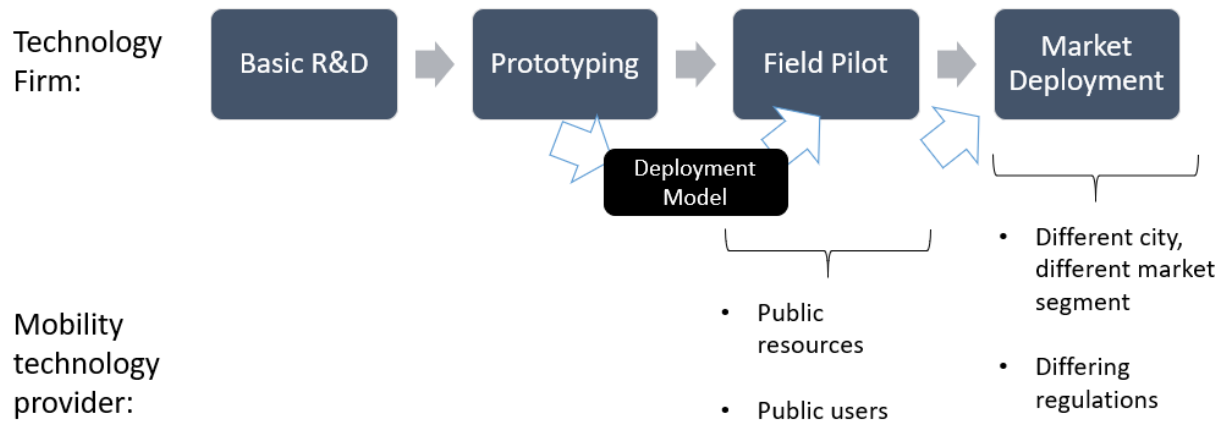 Technology
Firm:
Basic R&D
Prototyping
Field Pilot
Market
Deployment
Deployment
Model
Mobility
technology
provider:
• Public
resources
• Public users
• Different city,
different market
segment
• Differing
regulations